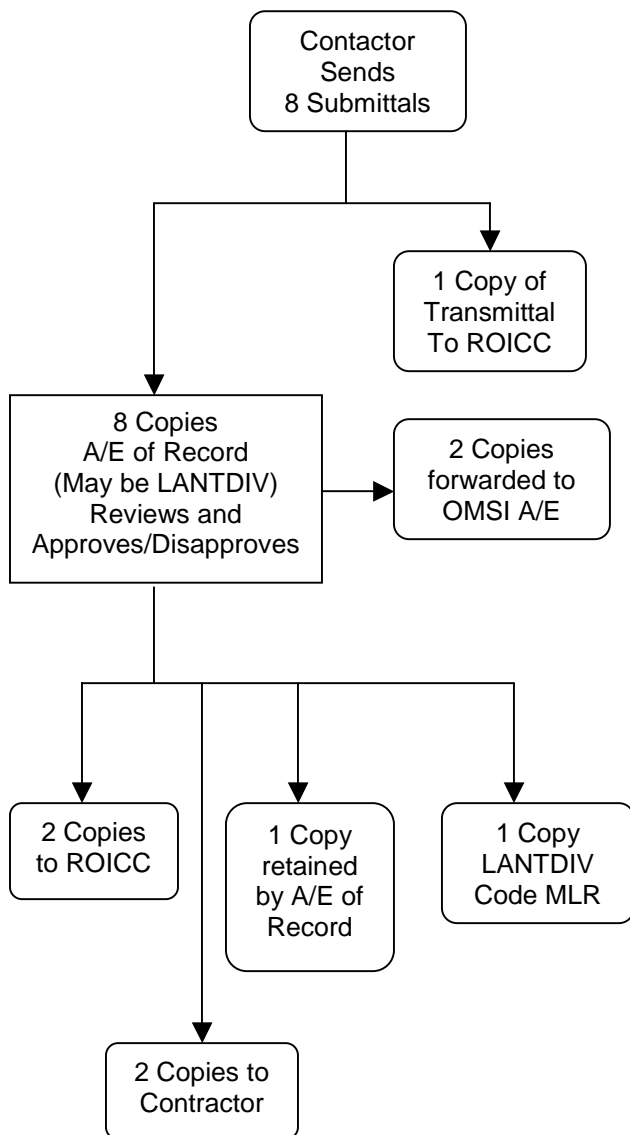 Contactor
Sends
8 Submittals
1 Copy of
Transmittal
To ROICC
8 Copies
A/E of Record
(May be LANTDIV)
Reviews and
Approves/Disapproves
2 Copies
forwarded to
OMSI A/E
2 Copies
to ROICC
1 Copy
retained
by A/E of
Record
1 Copy
LANTDIV
Code MLR
2 Copies to
Contractor